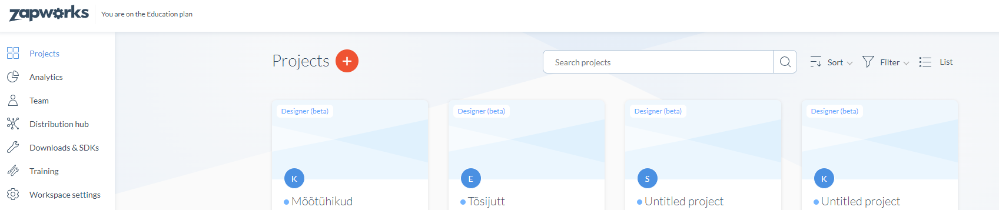 zapworks
You are on the Education plan
Projects
Analytics
Team
Distribution hub
Downloads & SDKs
Training
Workspace settings
Projects +
Search projects
Sort
Filter
List
Designer (beta)
K
Mõõtühikud
Designer (beta)
E
Tõsijutt
Designer (beta)
S
Untitled project
Designer (beta)
K
Untitled project